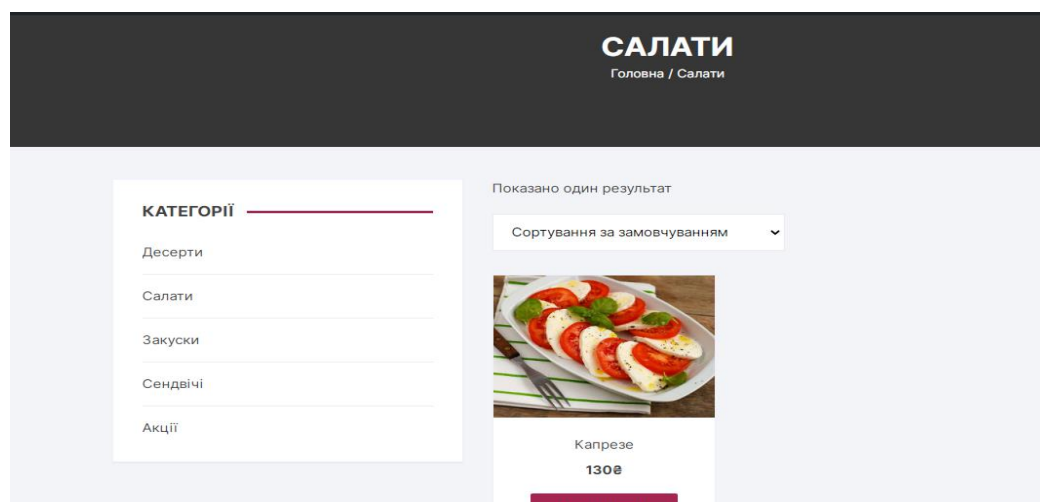 САЛАТИ
Головна / Салати
КАТЕГОРІЇ
Десерти
Салати
Закуски
Сендвічі
Акції
Показано один результат
Сортування за замовчуванням
Капрезе
130₴